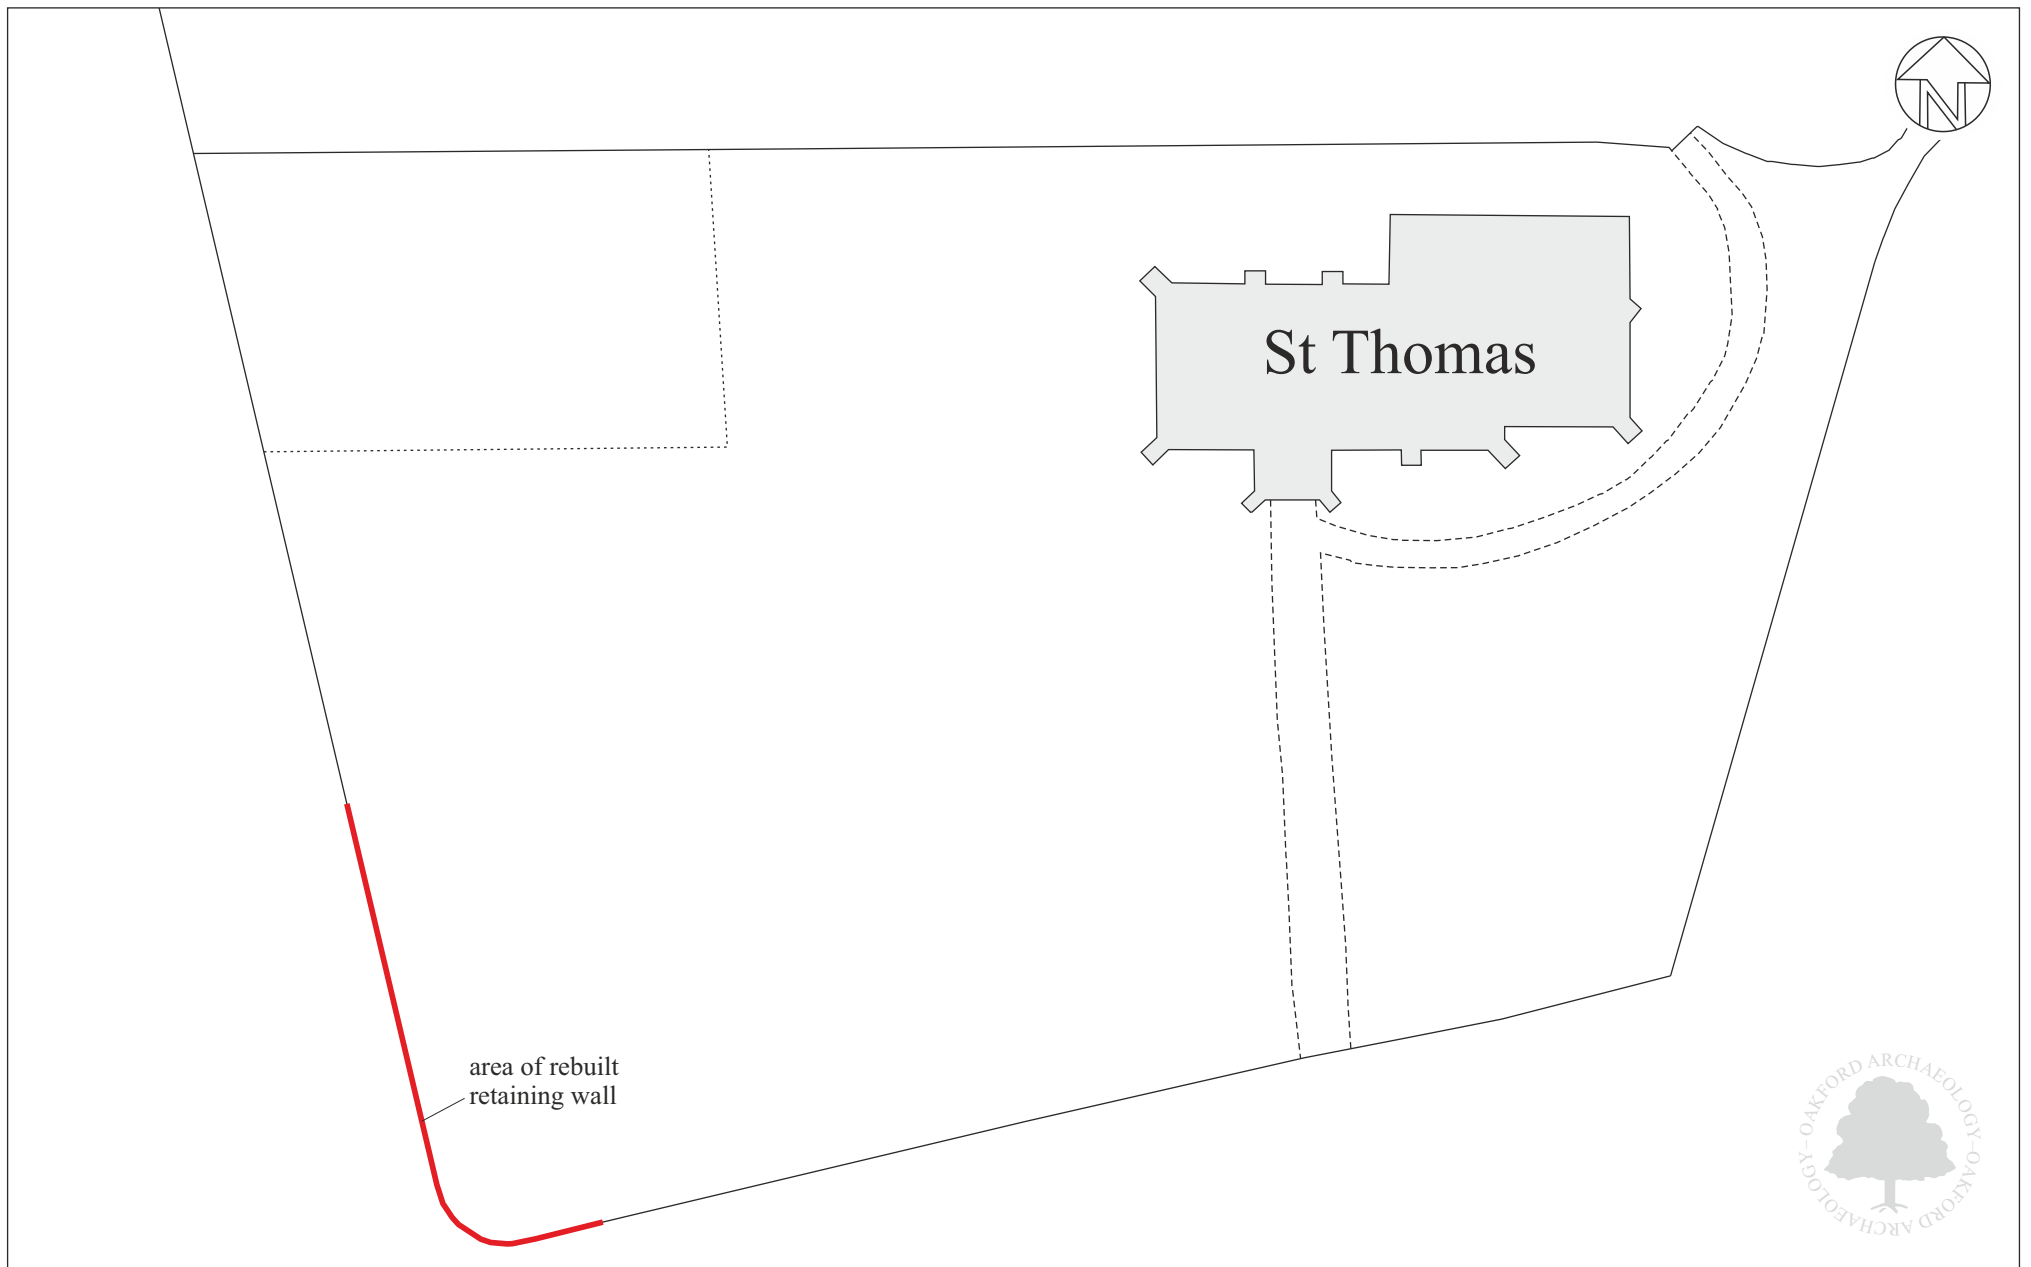 N
St Thomas
area of rebuilt
retaining wall
OAKFORD ARCHAEOLOGY–OAKFORD ARCHAEOLOGY–